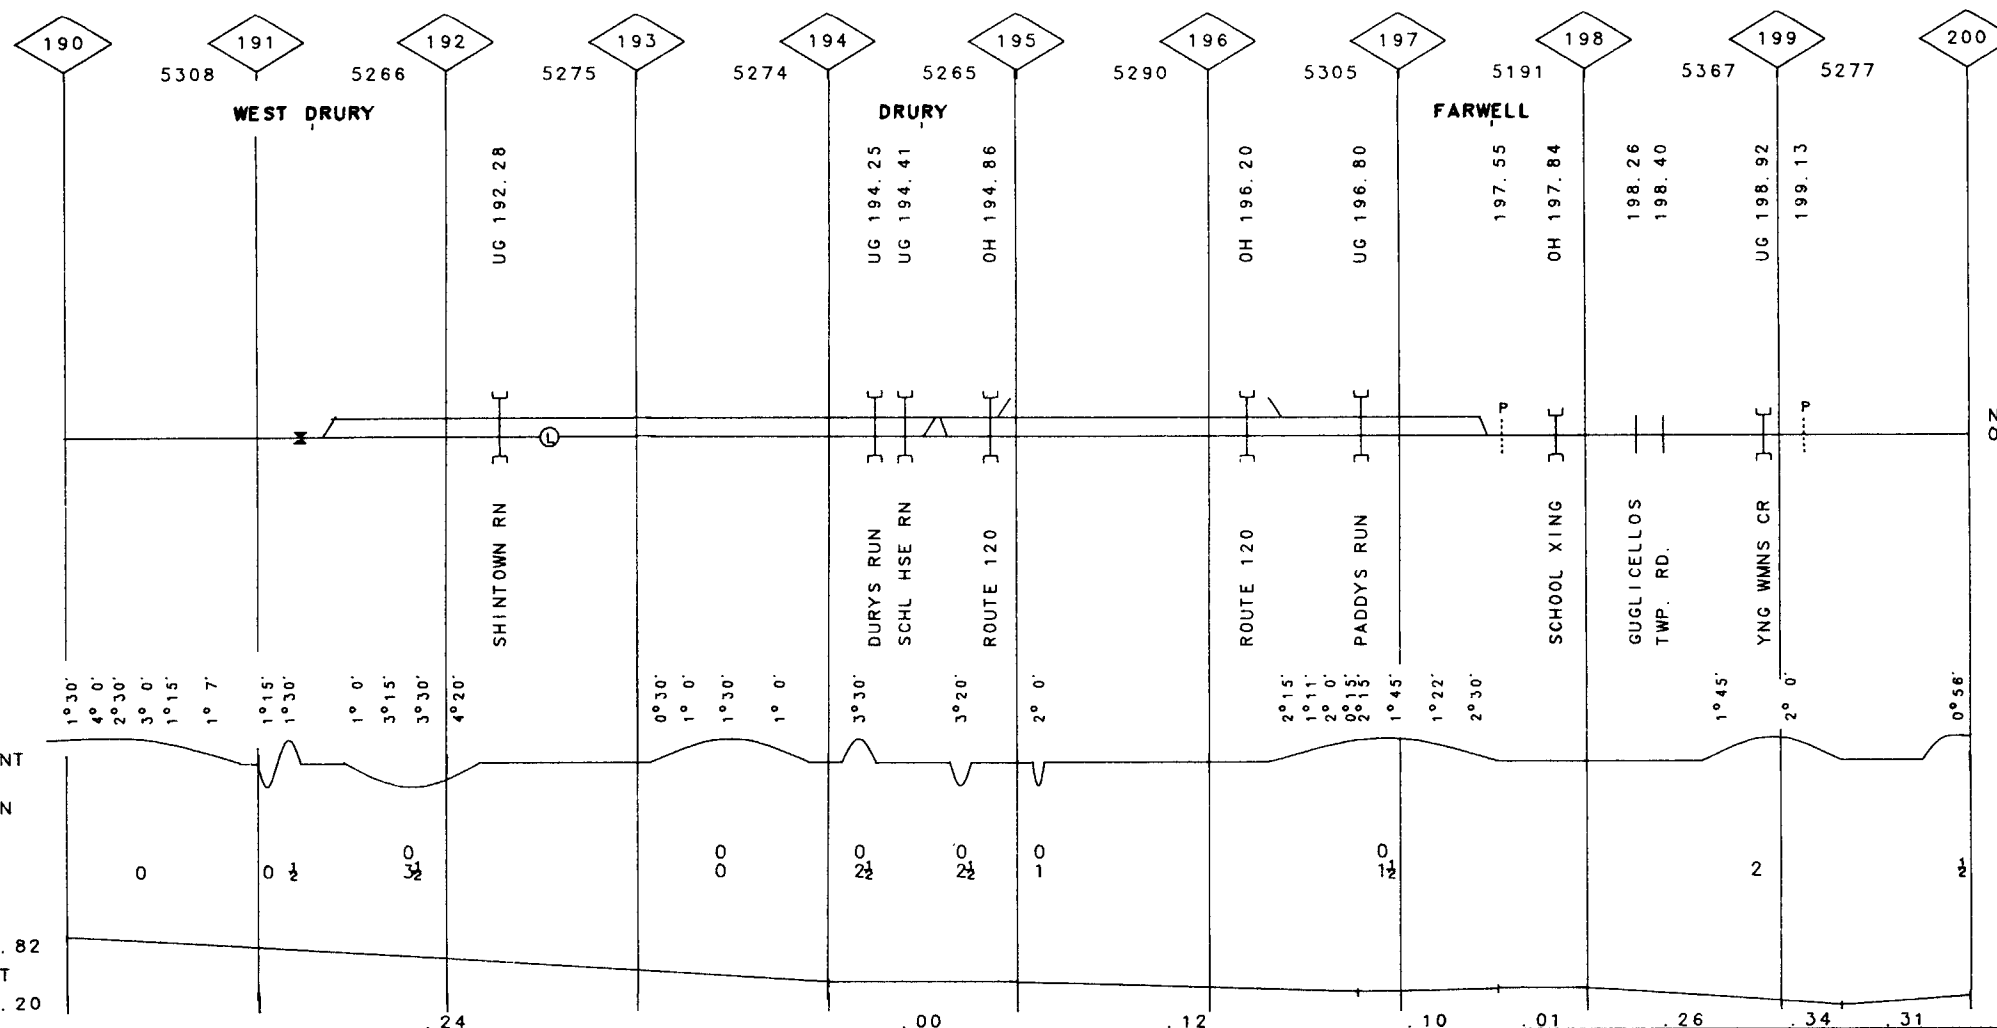 190 191 192 193 194 195 196 197 198 199 200
5308 5266 5275 5274 5265 5290 5305 5191 5367 5277
WEST DRURY DRURY FARWELL
UG 192.28
UG 194.25
UG 194.41
OH 194.86
OH 196.20
UG 196.80
197.55
OH 197.84
198.26
198.40
UG 198.92
199.13
P P
L
NO
SHINTOWN RN
DURYS RUN
SCHL HSE RN
ROUTE 120
ROUTE 120
PADDYS RUN
SCHOOL XING
GUGLICELLOS
TWP. RD.
YNG WMNS CR
1°30'
4° 0'
2°30'
3° 0'
1°15'
1° 7'
1°15'
1°30'
1° 0'
3°15'
3°30'
4°20'
0°30'
1° 0'
1°30'
1° 0'
3°30'
3°20'
2° 0'
2°15'
1°11'
2° 0'
0°15'
2°15'
1°45'
1°22'
2°30'
1°45'
2° 0'
0°56'
NT
N
0 0 0 0 0 0
0 0 ½ 3½ 0 2½ 2½ 1 1½ 2 ½
.82
T
.20
.24 .00 .12 .10 .01 .26 .34 .31